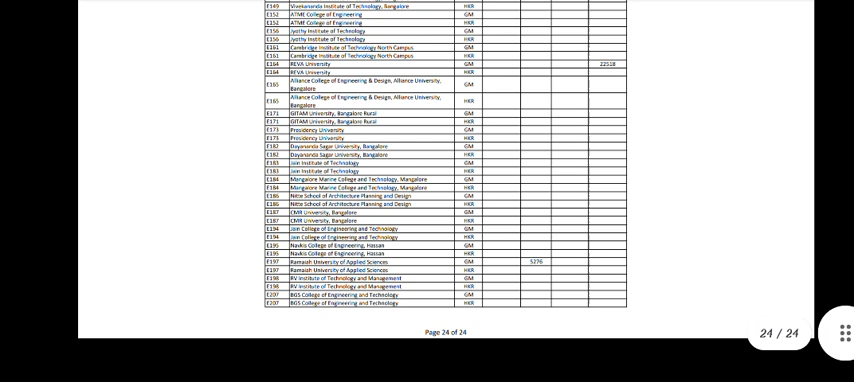 E149 Vivekananda Institute of Technology, Bangalore HKR
E152 ATME College of Engineering GM
E152 ATME College of Engineering HKR
E156 Jyothy Institute of Technology GM
E156 Jyothy Institute of Technology HKR
E161 Cambridge Institute of Technology North Campus GM
E161 Cambridge Institute of Technology North Campus HKR
E164 REVA University GM 22518
E164 REVA University HKR
E165 Alliance College of Engineering & Design, Alliance University, GM
Bangalore
E165 Alliance College of Engineering & Design, Alliance University, HKR
Bangalore
E171 GITAM University, Bangalore Rural GM
E171 GITAM University, Bangalore Rural HKR
E173 Presidency University GM
E173 Presidency University HKR
E182 Dayananda Sagar University, Bangalore GM
E182 Dayananda Sagar University, Bangalore HKR
E183 Jain Institute of Technology GM
E183 Jain Institute of Technology HKR
E184 Mangalore Marine College and Technology, Mangalore GM
E184 Mangalore Marine College and Technology, Mangalore HKR
E186 Nitte School of Architecture Planning and Design GM
E186 Nitte School of Architecture Planning and Design HKR
E187 CMR University, Bangalore GM
E187 CMR University, Bangalore HKR
E194 Jain College of Engineering and Technology GM
E194 Jain College of Engineering and Technology HKR
E195 Navkis College of Engineering, Hassan GM
E195 Navkis College of Engineering, Hassan HKR
E197 Ramaiah University of Applied Sciences GM 5276
E197 Ramaiah University of Applied Sciences HKR
E198 RV Institute of Technology and Management GM
E198 RV Institute of Technology and Management HKR
E207 BGS College of Engineering and Technology GM
E207 BGS College of Engineering and Technology HKR
Page 24 of 24
24 / 24